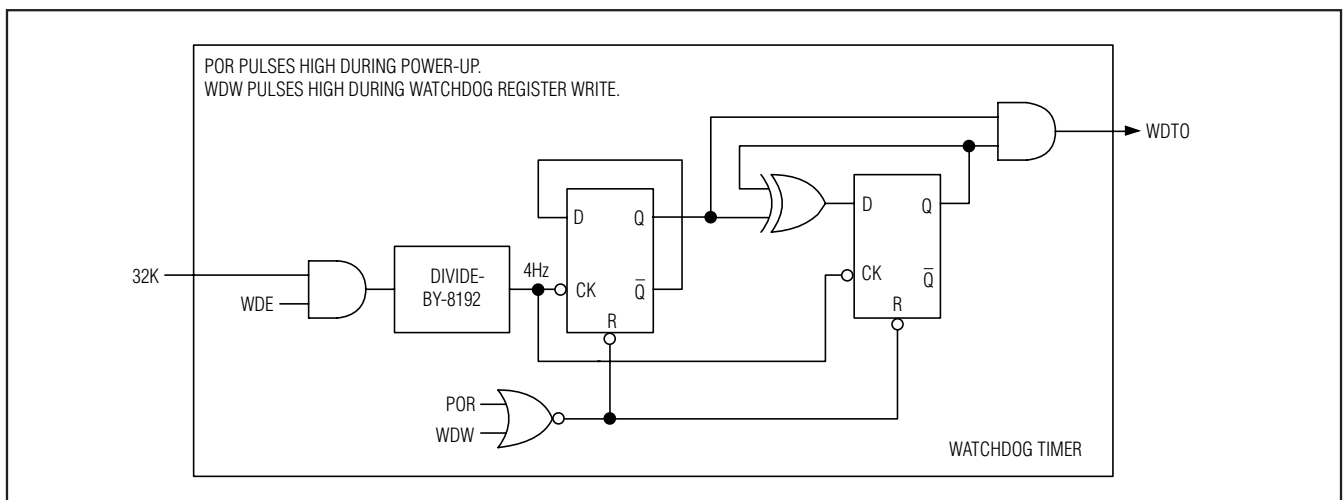 POR PULSES HIGH DURING POWER-UP.
WDW PULSES HIGH DURING WATCHDOG REGISTER WRITE.
WDTO
D
Q
D
Q
32K
WDE
DIVIDE-
BY-8192
4Hz
CK
Q̅
R
CK
Q̅
R
POR
WDW
WATCHDOG TIMER